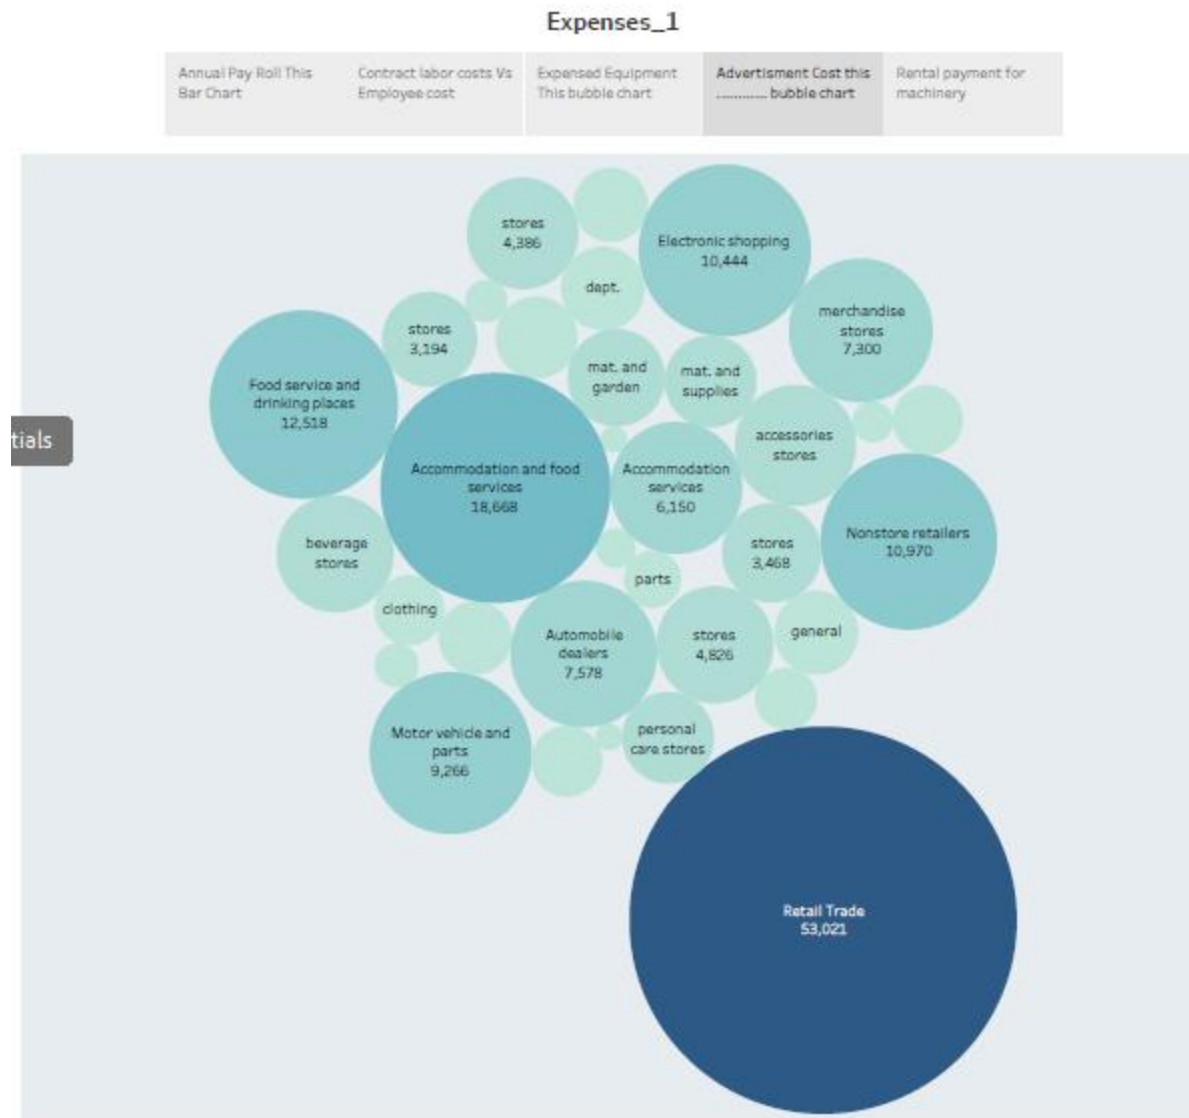 Expenses_1
Annual Pay Roll This
Bar Chart
Contract labor costs Vs
Employee cost
Expensed Equipment
This bubble chart
Advertisment Cost this
............. bubble chart
Rental payment for
machinery
stores
4,386
Electronic shopping
10,444
dept.
merchandise
stores
7,300
stores
3,194
mat. and
garden
mat. and
supplies
Food service and
drinking places
12,518
tials
accessories
stores
Accommodation and food
services
18,668
Accommodation
services
6,150
Nonstore retailers
10,970
beverage
stores
stores
3,468
parts
clothing
Automobile
dealers
7,578
stores
4,826
general
Motor vehicle and
parts
9,266
personal
care stores
Retail Trade
53,021